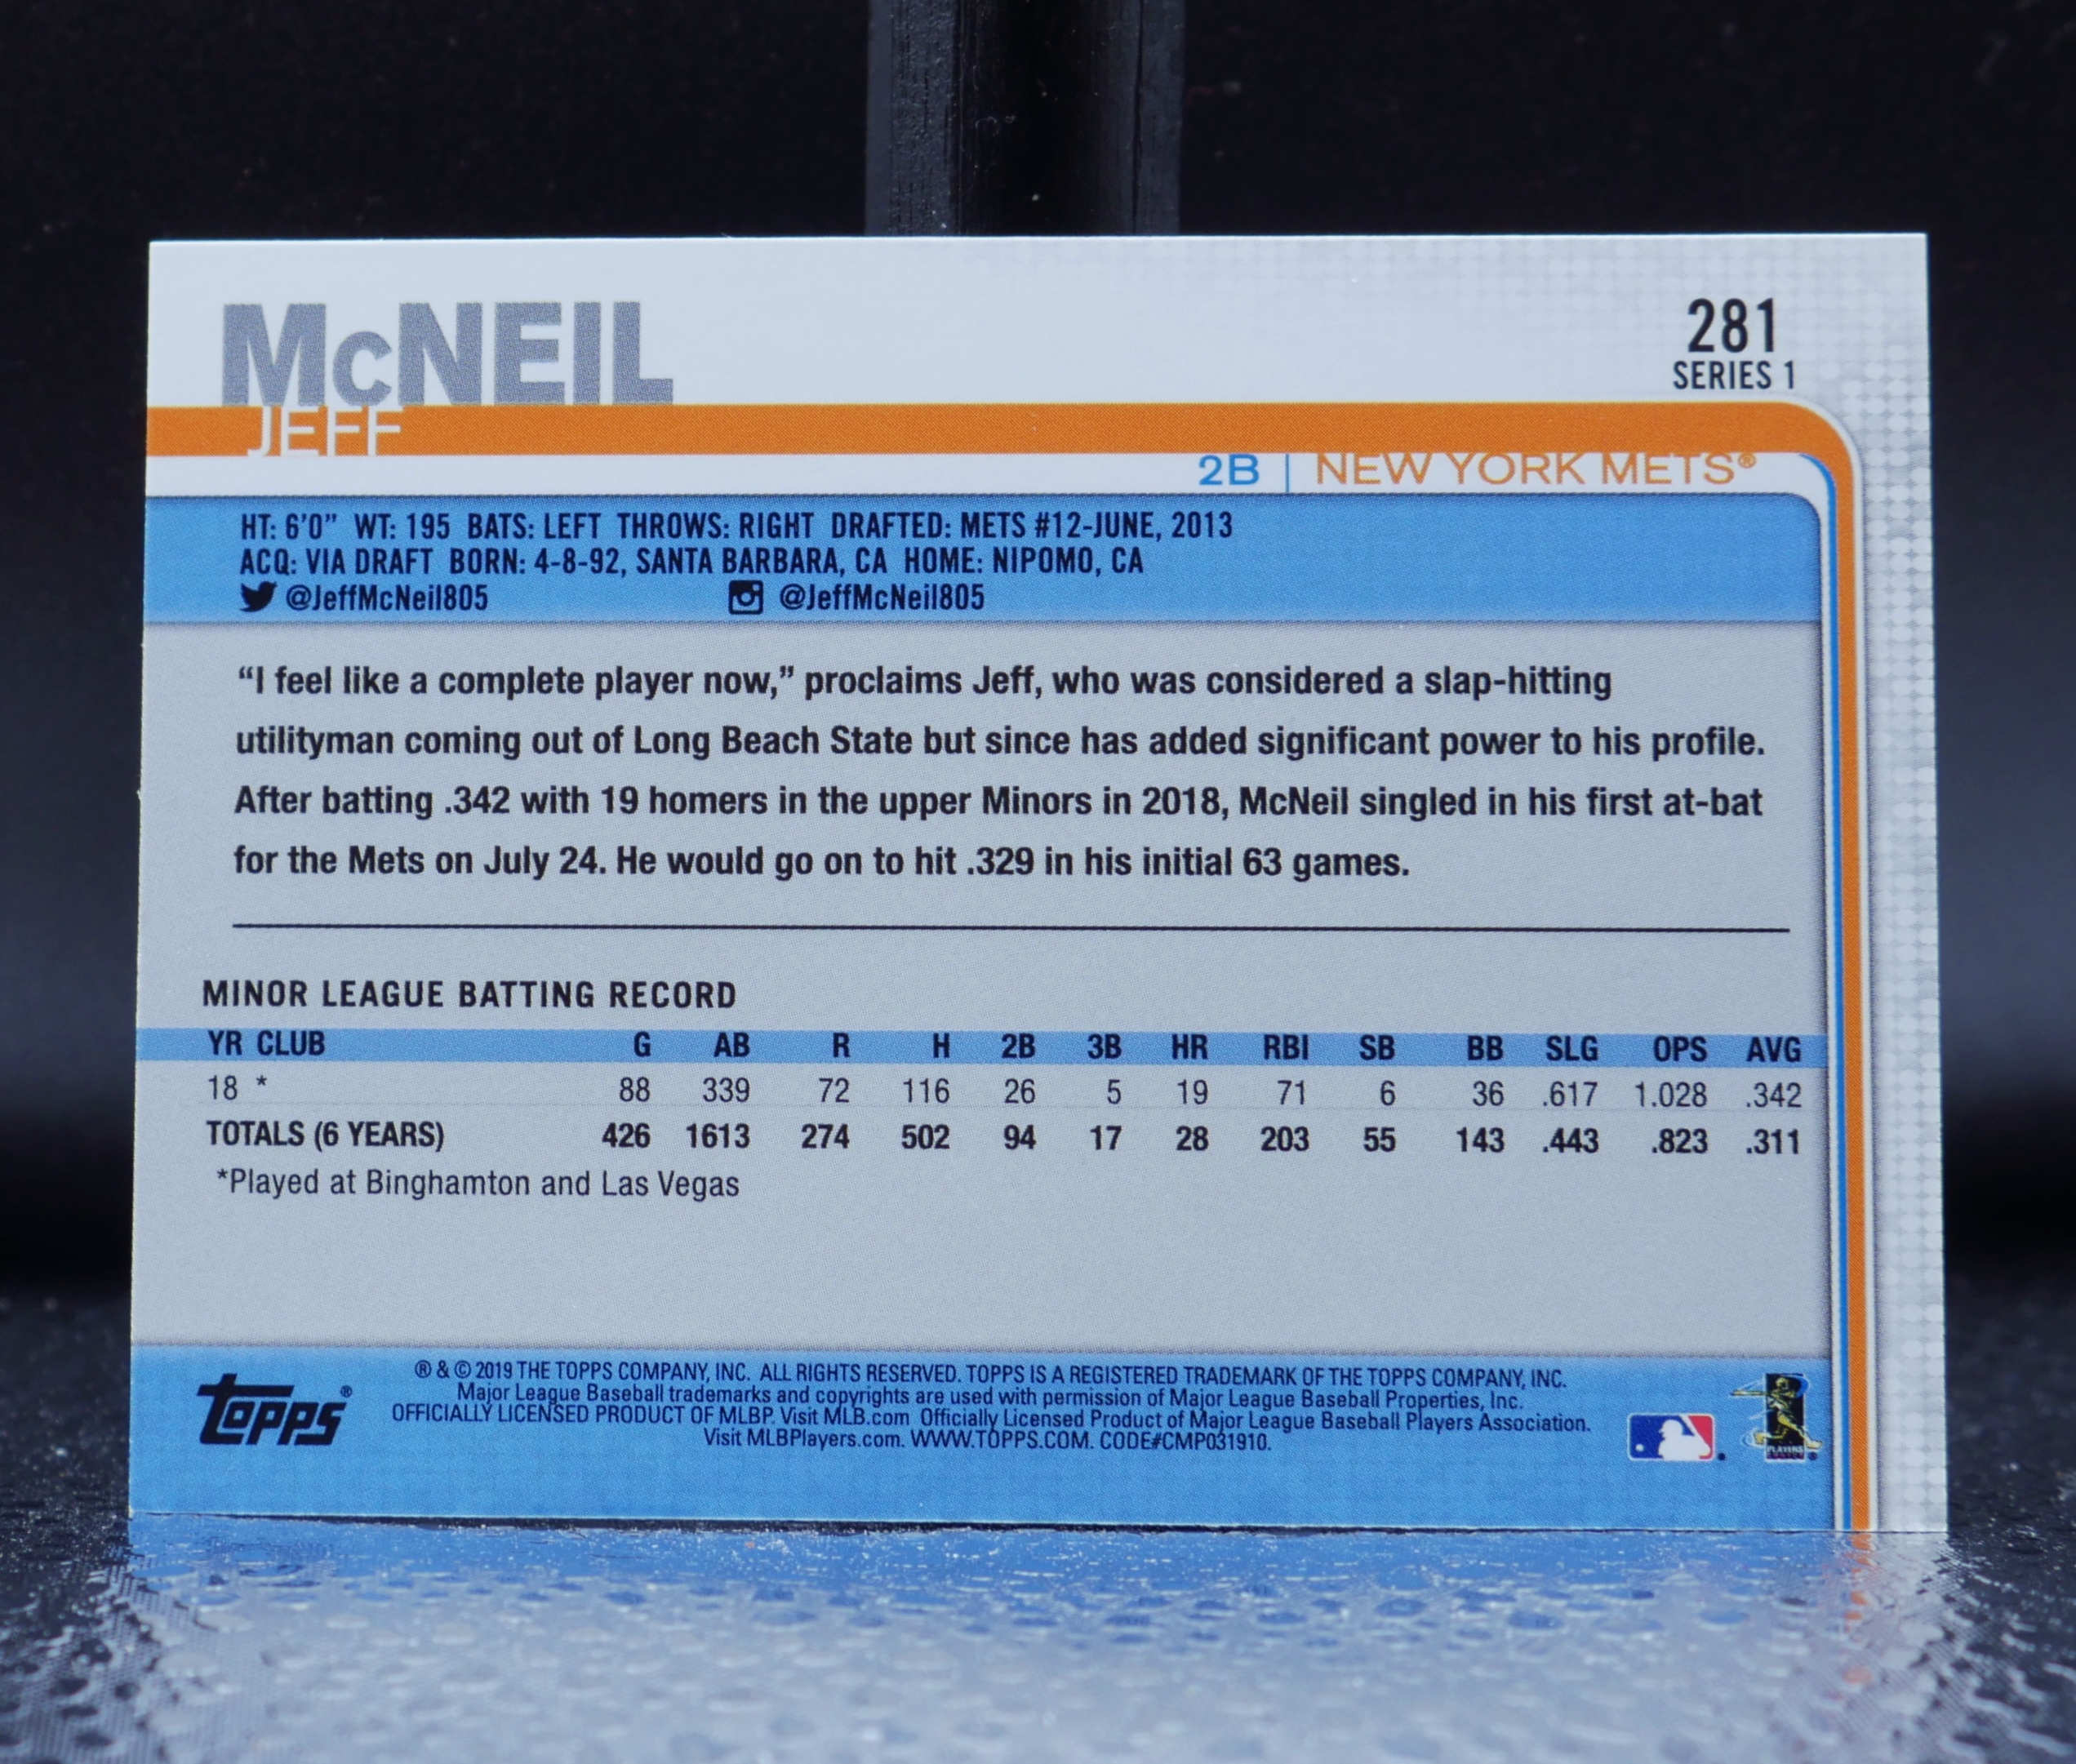 McNEIL
281
SERIES 1
JEFF
2B | NEW YORK METS®
HT: 6'0" WT: 195 BATS: LEFT THROWS: RIGHT DRAFTED: METS #12-JUNE, 2013
ACQ: VIA DRAFT BORN: 4-8-92, SANTA BARBARA, CA HOME: NIPOMO, CA
@JeffMcNeil805 @JeffMcNeil805
“I feel like a complete player now,” proclaims Jeff, who was considered a slap-hitting
utilityman coming out of Long Beach State but since has added significant power to his profile.
After batting .342 with 19 homers in the upper Minors in 2018, McNeil singled in his first at-bat
for the Mets on July 24. He would go on to hit .329 in his initial 63 games.
MINOR LEAGUE BATTING RECORD
YR CLUB G AB R H 2B 3B HR RBI SB BB SLG OPS AVG
18 * 88 339 72 116 26 5 19 71 6 36 .617 1.028 .342
TOTALS (6 YEARS) 426 1613 274 502 94 17 28 203 55 143 .443 .823 .311
*Played at Binghamton and Las Vegas
topps®
® & © 2019 THE TOPPS COMPANY, INC. ALL RIGHTS RESERVED. TOPPS IS A REGISTERED TRADEMARK OF THE TOPPS COMPANY, INC.
Major League Baseball trademarks and copyrights are used with permission of Major League Baseball Properties, Inc.
OFFICIALLY LICENSED PRODUCT OF MLBP. Visit MLB.com Officially Licensed Product of Major League Baseball Players Association.
Visit MLBPlayers.com. WWW.TOPPS.COM. CODE#CMP031910.
PLAYERS